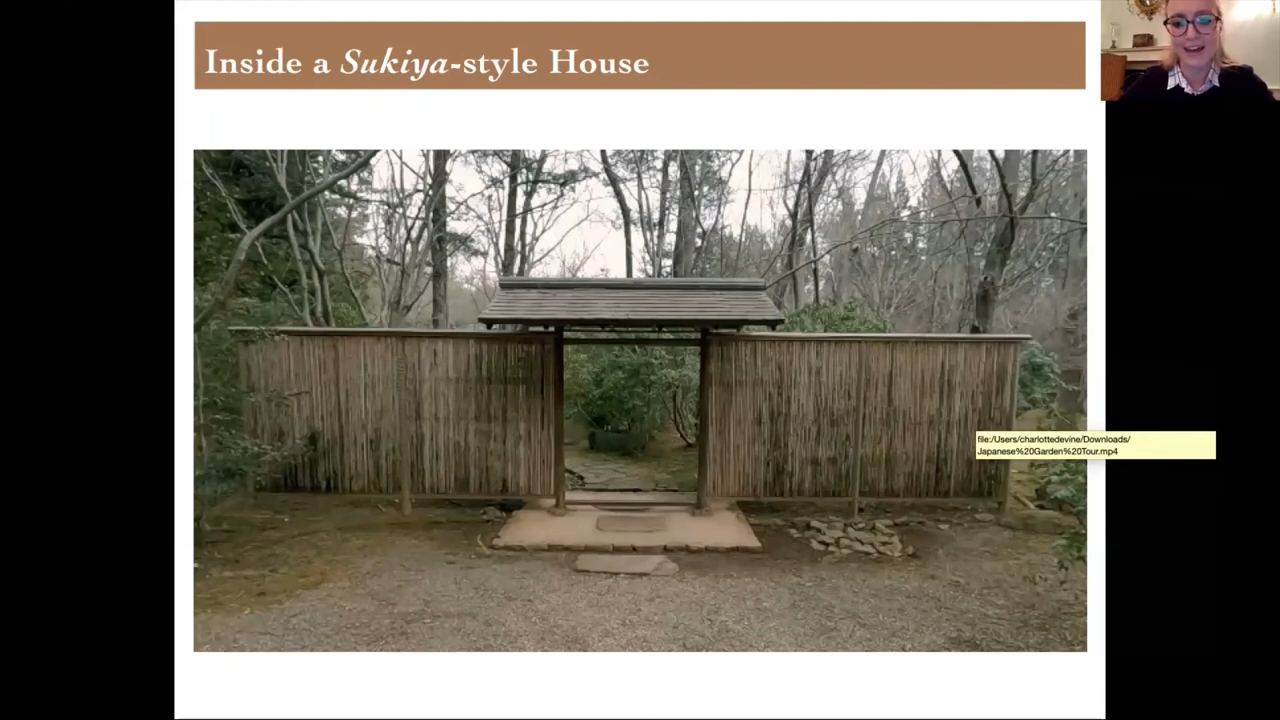 Inside a Sukiya-style House
file:/Users/charlottedevine/Downloads/
Japanese%20Garden%20Tour.mp4